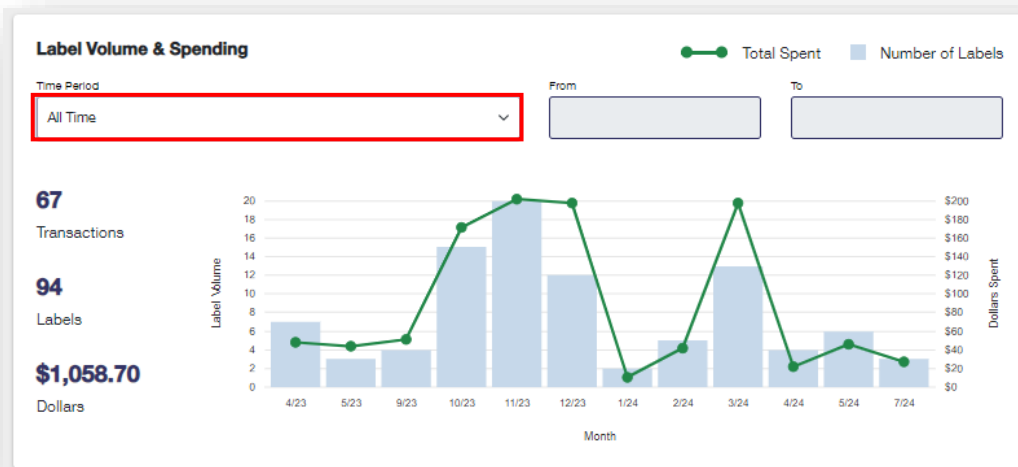 Label Volume & Spending
Total Spent
Number of Labels
Time Period
From
To
All Time
67
Transactions
94
Labels
$1,058.70
Dollars
Label Volume
20
18
16
14
12
10
8
6
4
2
0
$200
$180
$160
$140
$120
$100
$80
$60
$40
$20
$0
Dollars Spent
4/23 5/23 9/23 10/23 11/23 12/23 1/24 2/24 3/24 4/24 5/24 7/24
Month